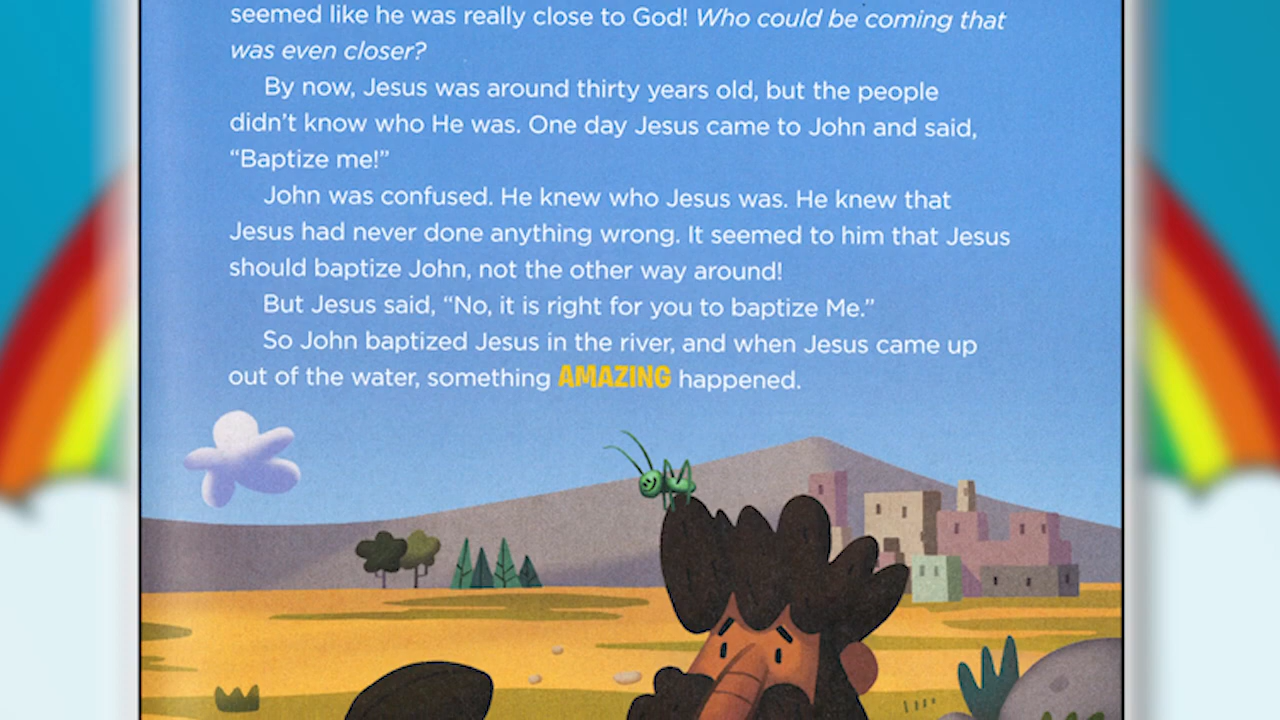 seemed like he was really close to God! Who could be coming that
was even closer?
By now, Jesus was around thirty years old, but the people
didn’t know who He was. One day Jesus came to John and said,
“Baptize me!”
John was confused. He knew who Jesus was. He knew that
Jesus had never done anything wrong. It seemed to him that Jesus
should baptize John, not the other way around!
But Jesus said, “No, it is right for you to baptize Me.”
So John baptized Jesus in the river, and when Jesus came up
out of the water, something AMAZING happened.